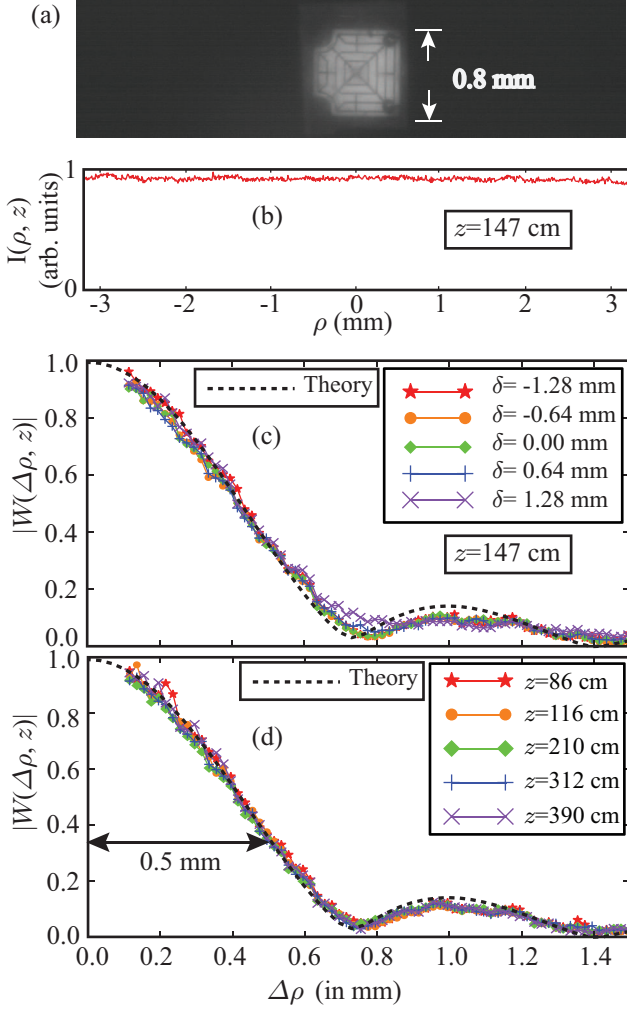 (a)
0.8 mm
1
I(ρ, z)
(arb. units)
(b)
z=147 cm
0
-3 -2 -1 0 1 2 3
ρ (mm)
1.0
0.8
0.6
0.4
0.2
0.0
|W(Δρ, z)|
Theory
(c)
δ= -1.28 mm
δ= -0.64 mm
δ= 0.00 mm
δ= 0.64 mm
δ= 1.28 mm
z=147 cm
1.0
0.8
0.6
0.4
0.2
0.0
|W(Δρ, z)|
Theory
(d)
z=86 cm
z=116 cm
z=210 cm
z=312 cm
z=390 cm
0.5 mm
0.0 0.2 0.4 0.6 0.8 1.0 1.2 1.4
Δρ (in mm)